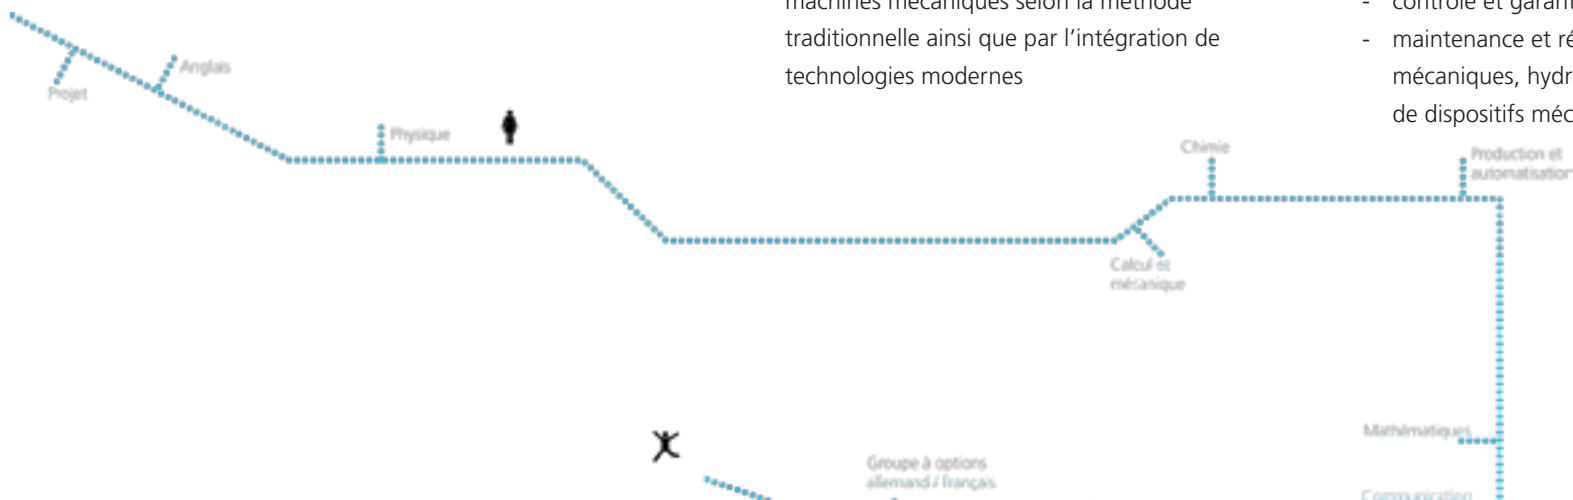 machines mécaniques selon la méthode
traditionnelle ainsi que par l'intégration de
technologies modernes
- contrôle et garant
- maintenance et ré
mécaniques, hydr
de dispositifs méc
Projet
Anglais
Physique
Chimie
Production et
automatisation
Calcul et
mécanique
Mathématiques
Groupe à options
allemand / français
Communication